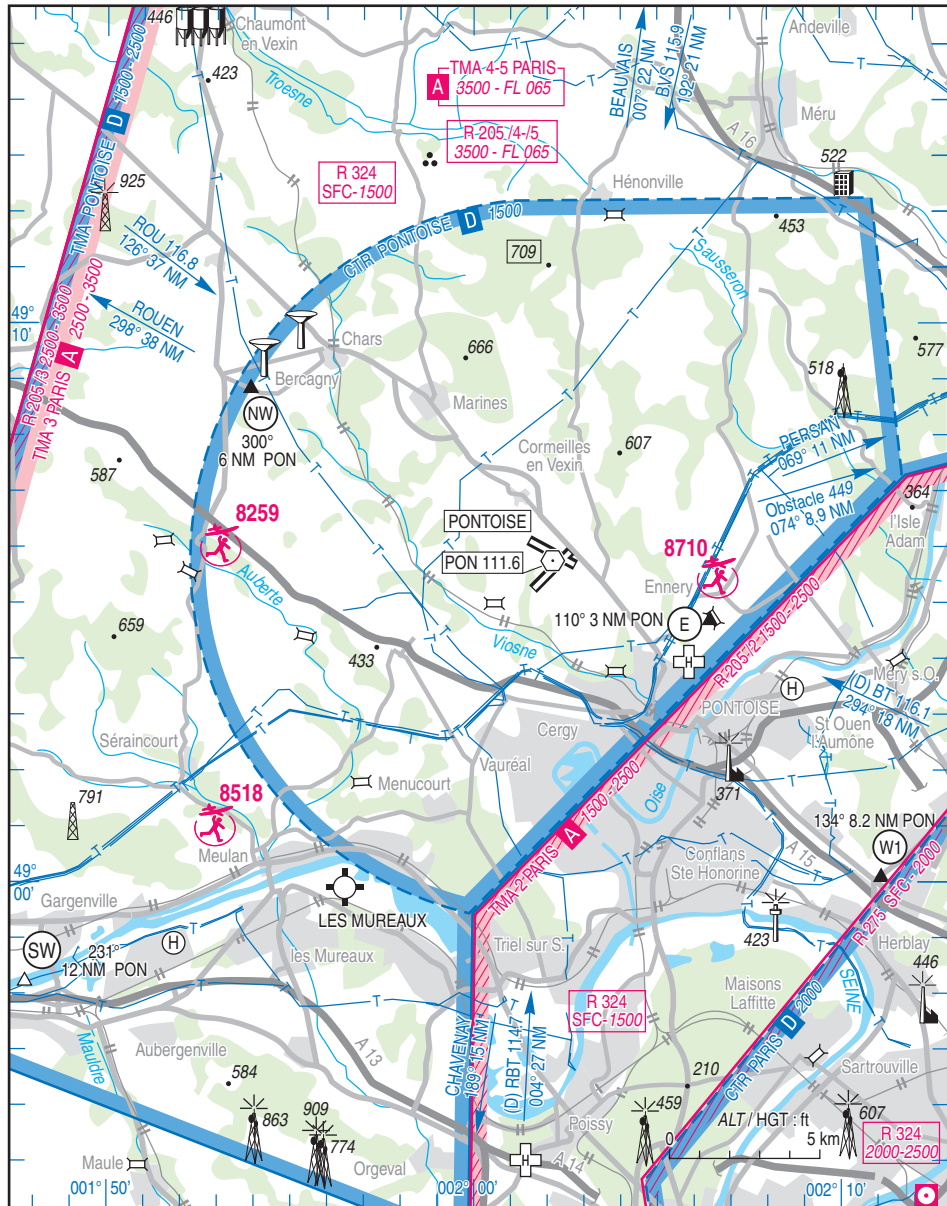 446
Chaumont
en Vexin
423
Troesne
TMA PONTOISE D 1500 - 2500
A
TMA 4-5 PARIS
3500 - FL 065
R 205 /4-/5
3500 - FL 065
R 324
SFC-1500
BEAUVAIS
007° 22 NM
BVS 115.9
192° 21 NM
Andeville
Méru
A 16
522
Hénonville
925
ROU 116.8
126° 37 NM
ROUEN
298° 38 NM
CTR PONTOISE D 1500
709
453
Sausseron
R 205 /3 2500 - 3500
TMA 3 PARIS A 2500 - 3500
49°
10'
Chars
Bercagny
NW
300°
6 NM PON
666
Marines
577
518
587
Cormeilles
en Vexin
607
PERSAN
069° 11 NM
Obstacle 449
074° 8.9 NM
364
l'Isle
Adam
8259
PONTOISE
PON 111.6
8710
Ennery
Auberte
Viosne
110° 3 NM PON
E
R 205 /2 1500 - 2500
659
433
H
H
Méry s.O.
(D) BT 116.1
294° 18 NM
PONTOISE
St Ouen
l'Aumône
Cergy
Séraincourt
Vauréal
Menucourt
Oise
371
791
8518
Meulan
TMA 2 PARIS A 1500 - 2500
134° 8.2 NM PON
W1
A 15
49°
00'
Gargenville
LES MUREAUX
Conflans
Ste Honorine
R 275 SFC - 2000
SW
231°
12 NM PON
H
les Mureaux
Triel sur S.
423
Herblay
446
SEINE
Maisons
Laffitte
R 324
SFC-1500
CHAVENAY
189° 15 NM
(D) RBT 114.7
004° 27 NM
CTR PARIS D 2000
Mauldre
Aubergenville
A 13
584
210
Sartrouville
863
909
774
Poissy
459
ALT / HGT : ft
0
5 km
607
R 324
2000-2500
Maule
Orgeval
H
A 14
001° 50'
002° 00'
002° 10'